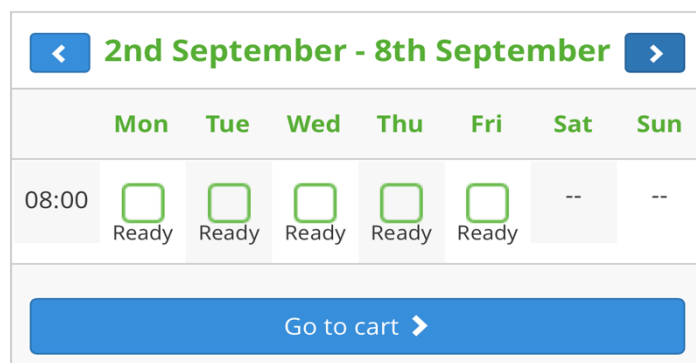 2nd September - 8th September
Mon Tue Wed Thu Fri Sat Sun
08:00 -- --
Ready Ready Ready Ready Ready
Go to cart